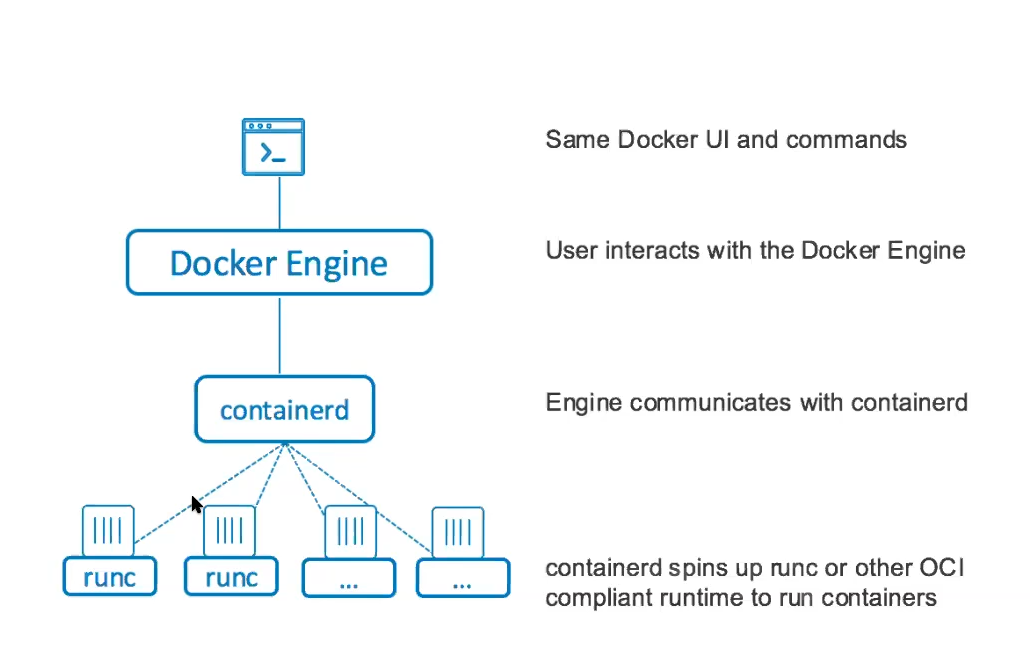 Same Docker UI and commands
Docker Engine
User interacts with the Docker Engine
containerd
Engine communicates with containerd
runc
runc
...
...
containerd spins up runc or other OCI
compliant runtime to run containers